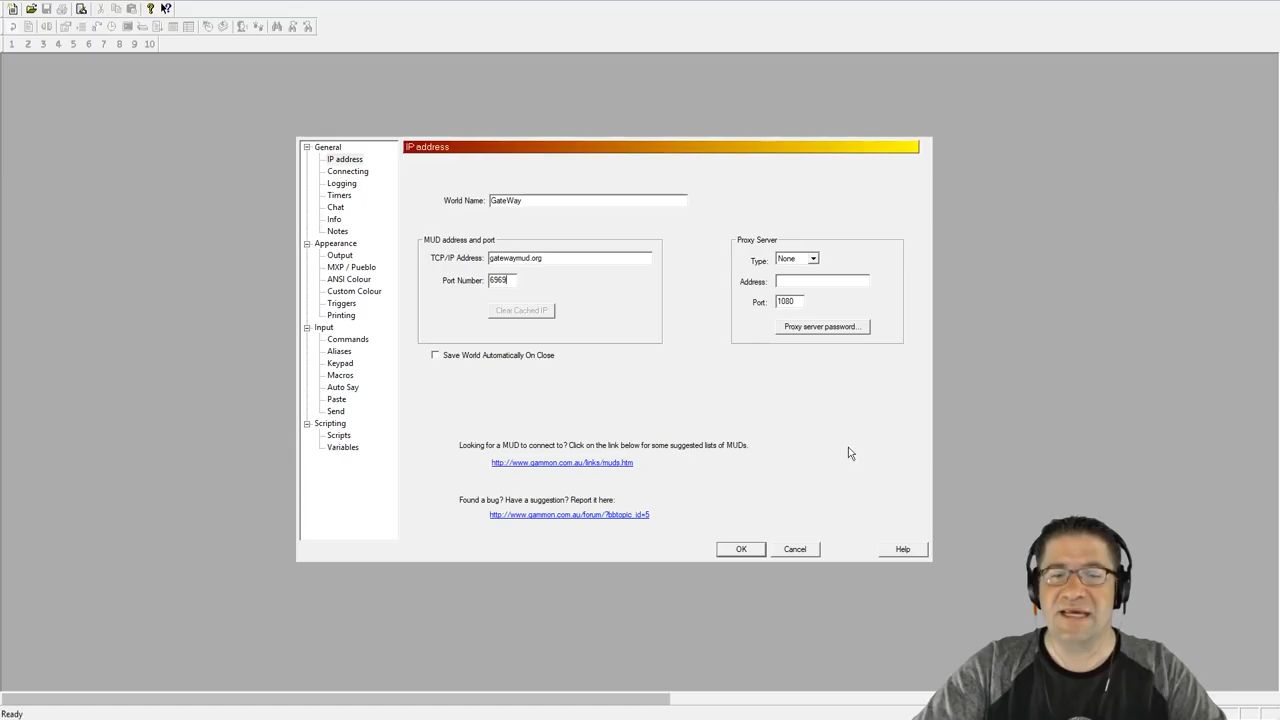 1 2 3 4 5 6 7 8 9 10
General
IP address
Connecting
Logging
Timers
Chat
Info
Notes
Appearance
Output
MXP / Pueblo
ANSI Colour
Custom Colour
Triggers
Printing
Input
Commands
Aliases
Keypad
Macros
Auto Say
Paste
Send
Scripting
Scripts
Variables
IP address
World Name: GateWay
MUD address and port
TCP/IP Address: gatewaymud.org
Port Number: 6969
Clear Cached IP
Proxy Server
Type: None
Address:
Port: 1080
Proxy server password...
Save World Automatically On Close
Looking for a MUD to connect to? Click on the link below for some suggested lists of MUDs.
http://www.gammon.com.au/links/muds.htm
Found a bug? Have a suggestion? Report it here:
http://www.gammon.com.au/forum/?bbtopic_id=5
OK Cancel Help
Ready